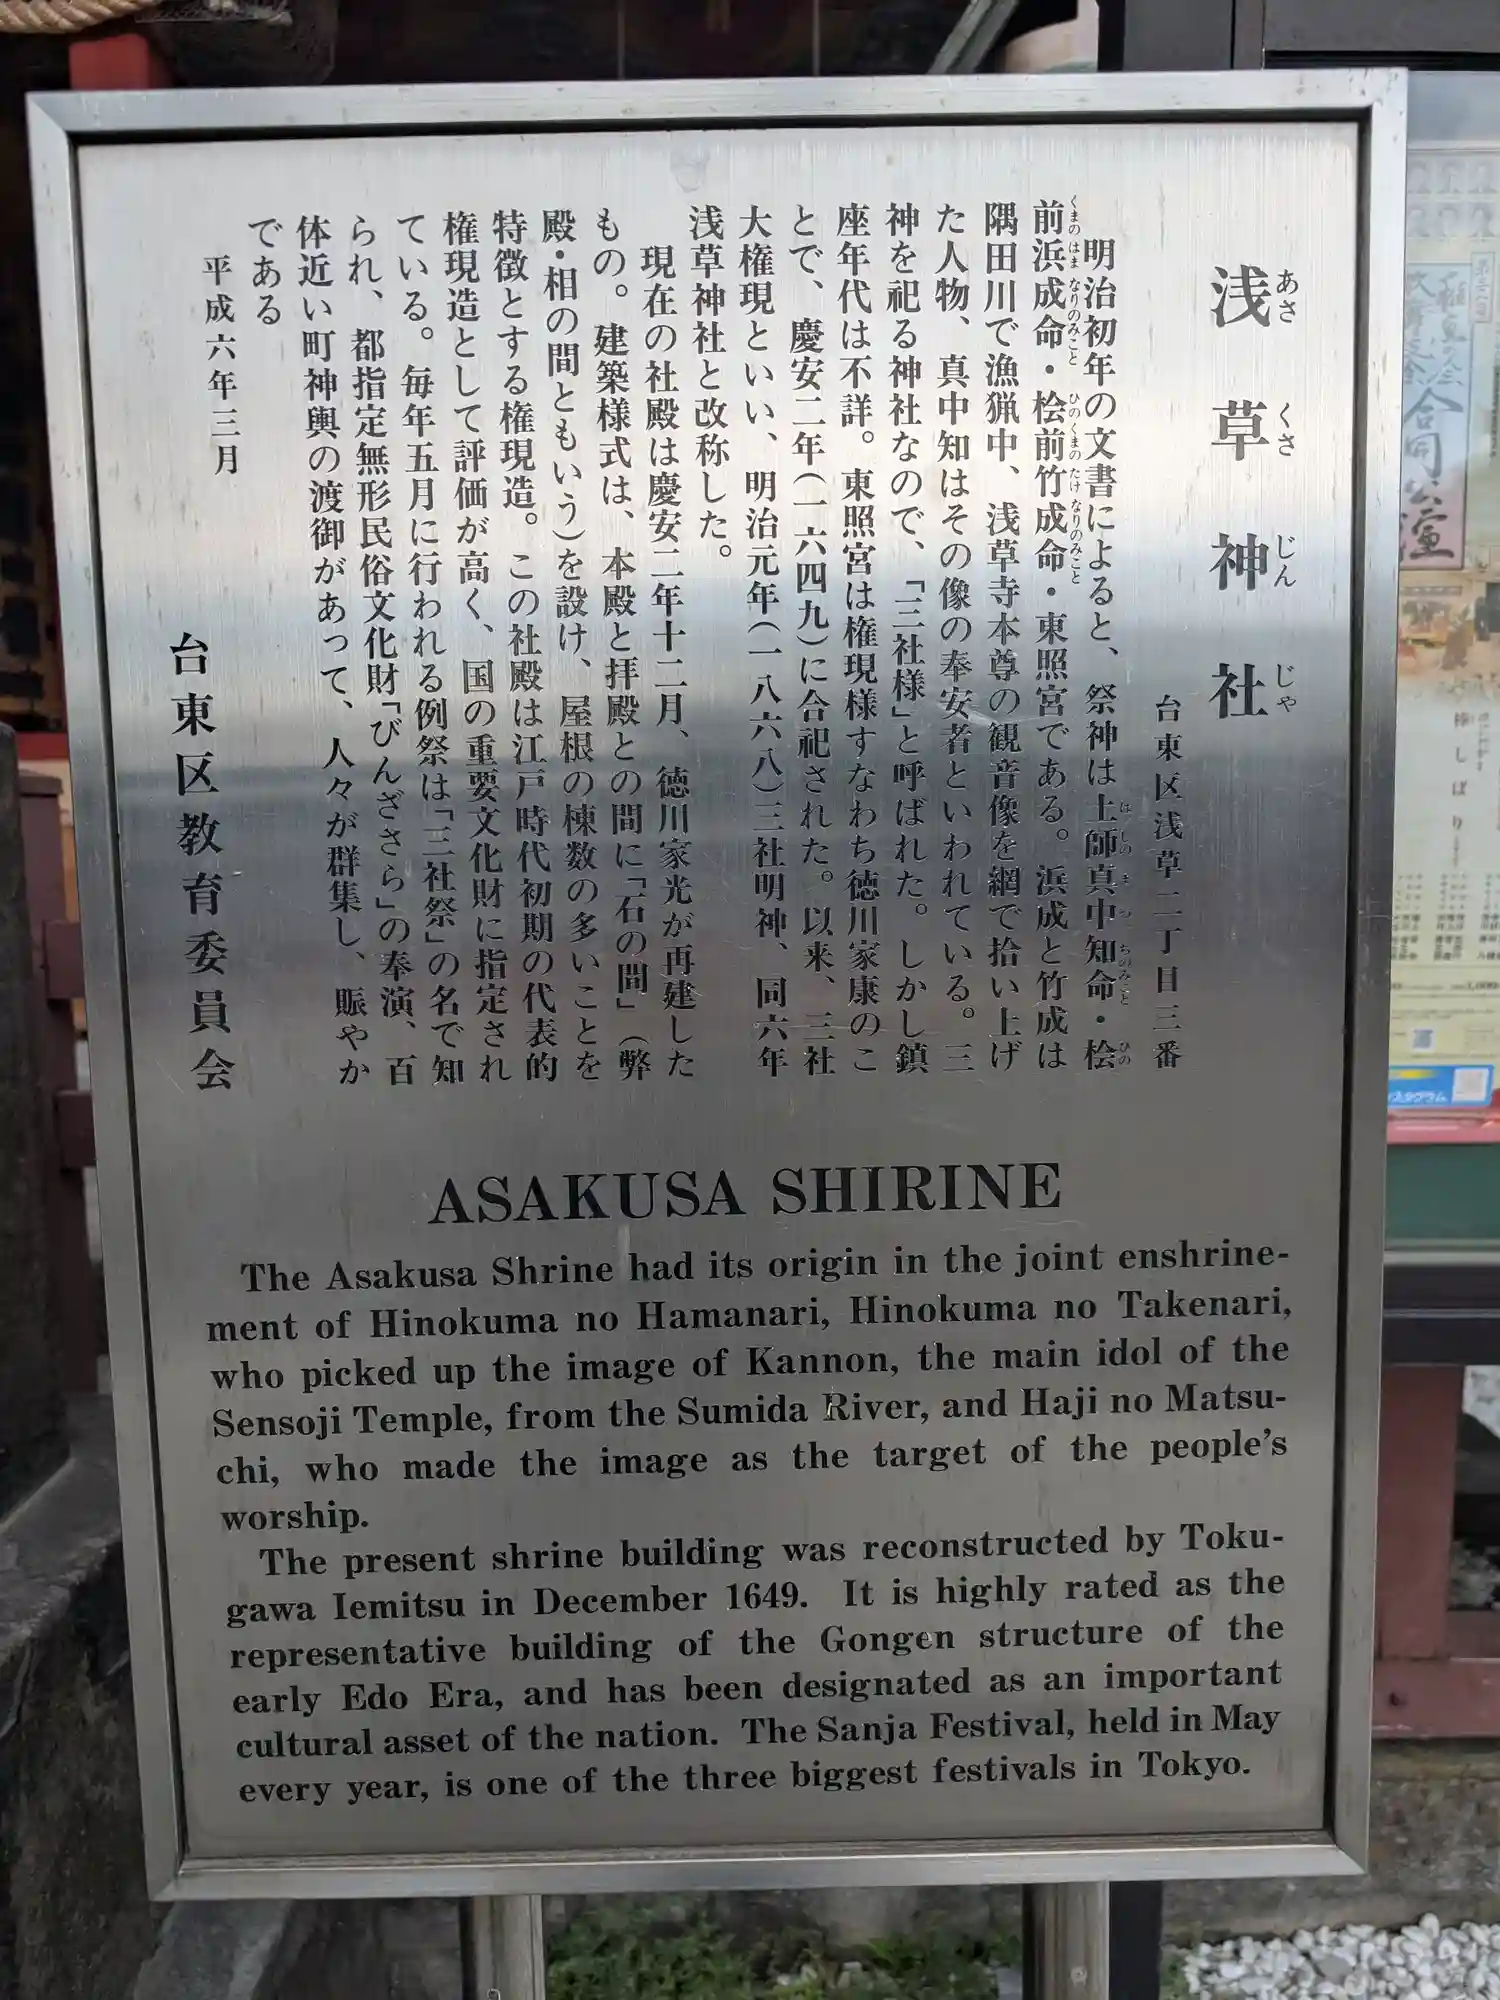 浅草神社
あさくさじんじゃ
台東区浅草二丁目三番
明治初年の文書によると、祭神は土師真中知命・桧
前浜成命・桧前竹成命・東照宮である。浜成と竹成は
隅田川で漁猟中、浅草寺本尊の観音像を網で拾い上げ
た人物、真中知はその像の奉安者といわれている。三
神を祀る神社なので、「三社様」と呼ばれた。しかし鎮
座年代は不詳。東照宮は権現様すなわち徳川家康のこ
とで、慶安二年(一六四九)に合祀された。以来、三社
大権現といい、明治元年(一八六八)三社明神、同六年
浅草神社と改称した。
現在の社殿は慶安二年十二月、徳川家光が再建した
もの。建築様式は、本殿と拝殿との間に「石の間」(弊
殿・相の間ともいう)を設け、屋根の棟数の多いことを
特徴とする権現造。この社殿は江戸時代初期の代表的
権現造として評価が高く、国の重要文化財に指定され
ている。毎年五月に行われる例祭は「三社祭」の名で知
られ、都指定無形民俗文化財「びんざさら」の奉演、百
体近い町神輿の渡御があって、人々が群集し、賑やか
である
平成六年三月
台東区教育委員会
ASAKUSA SHIRINE
The Asakusa Shrine had its origin in the joint enshrine-
ment of Hinokuma no Hamanari, Hinokuma no Takenari,
who picked up the image of Kannon, the main idol of the
Sensoji Temple, from the Sumida River, and Haji no Matsu-
chi, who made the image as the target of the people's
worship.
The present shrine building was reconstructed by Toku-
gawa Iemitsu in December 1649. It is highly rated as the
representative building of the Gongen structure of the
early Edo Era, and has been designated as an important
cultural asset of the nation. The Sanja Festival, held in May
every year, is one of the three biggest festivals in Tokyo.